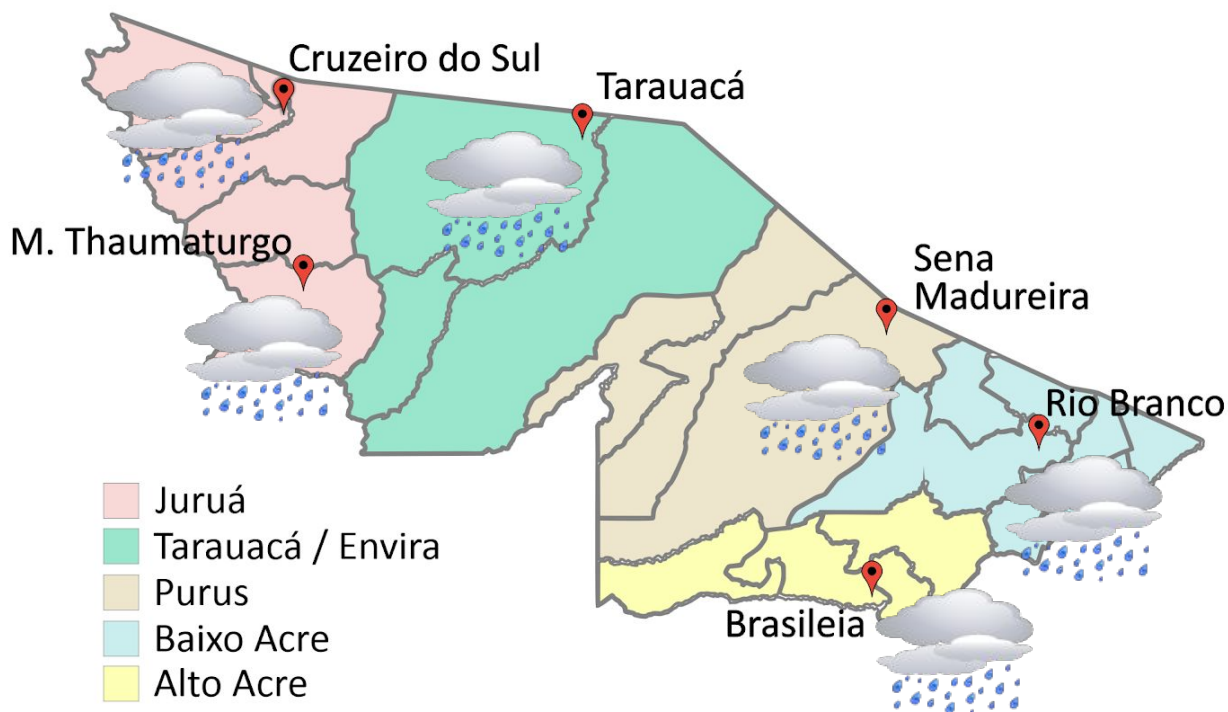 Cruzeiro do Sul
Tarauacá
M. Thaumaturgo
Sena
Madureira
Rio Branco
Brasileia
Juruá
Tarauacá / Envira
Purus
Baixo Acre
Alto Acre